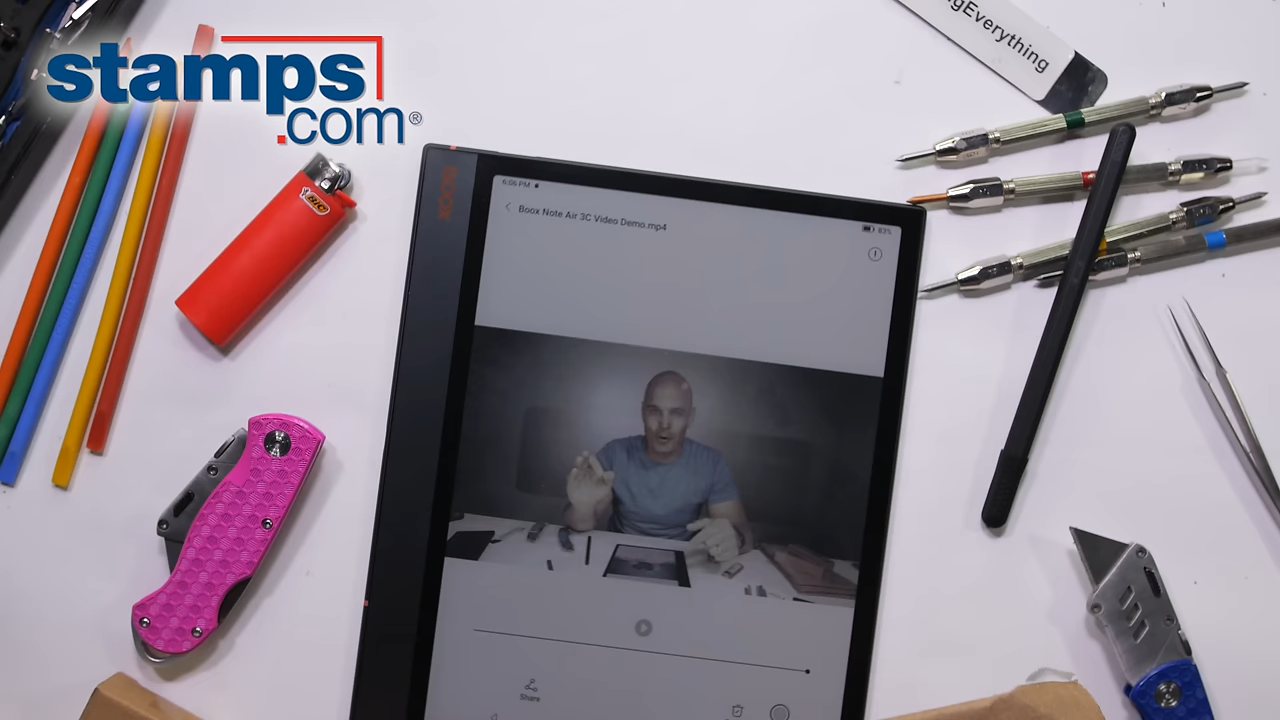 stamps
.com®
gEverything
BIC
BOOX
6:06 PM
83%
Boox Note Air 3C Video Demo.mp4
Share